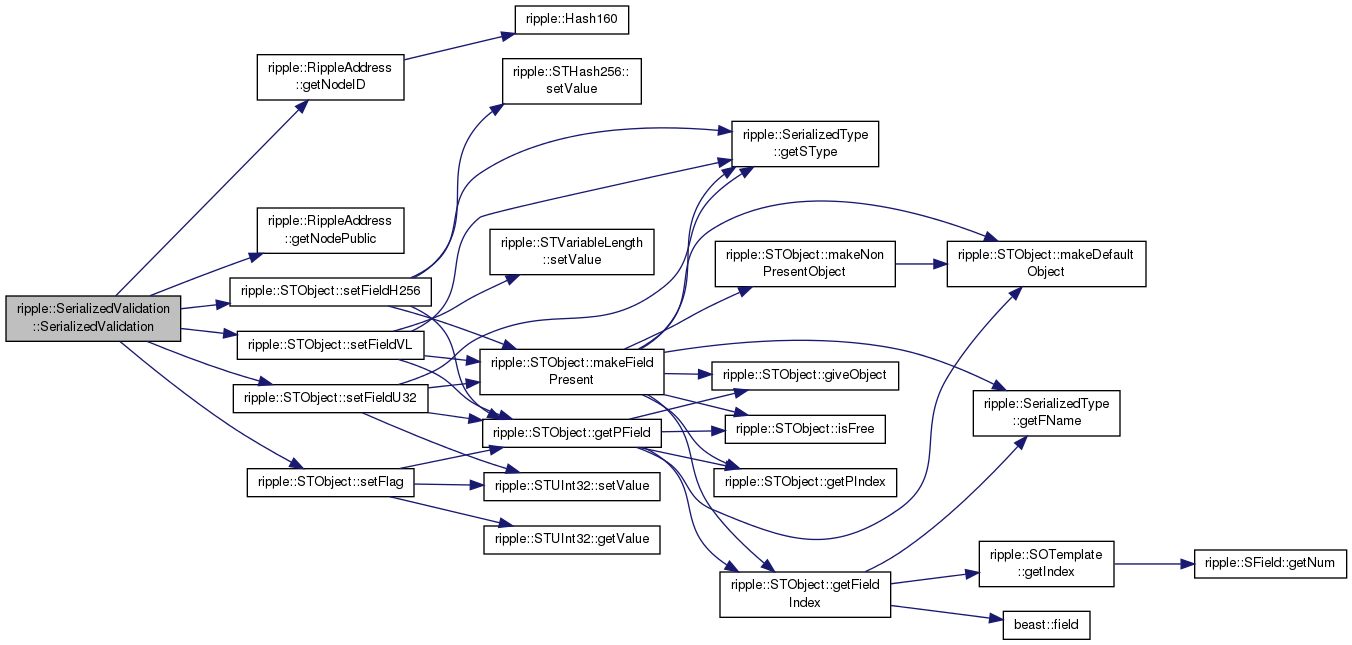 ripple::SerializedValidation
::SerializedValidation
ripple::RippleAddress
::getNodeID
ripple::Hash160
ripple::RippleAddress
::getNodePublic
ripple::STObject::setFieldH256
ripple::STObject::setFieldVL
ripple::STObject::setFieldU32
ripple::STObject::setFlag
ripple::STHash256::
setValue
ripple::STVariableLength
::setValue
ripple::STObject::makeField
Present
ripple::STObject::getPField
ripple::STUInt32::setValue
ripple::STUInt32::getValue
ripple::SerializedType
::getSType
ripple::STObject::makeNon
PresentObject
ripple::STObject::giveObject
ripple::STObject::isFree
ripple::STObject::getPIndex
ripple::STObject::getField
Index
ripple::STObject::makeDefault
Object
ripple::SerializedType
::getFName
ripple::SOTemplate
::getIndex
beast::field
ripple::SField::getNum